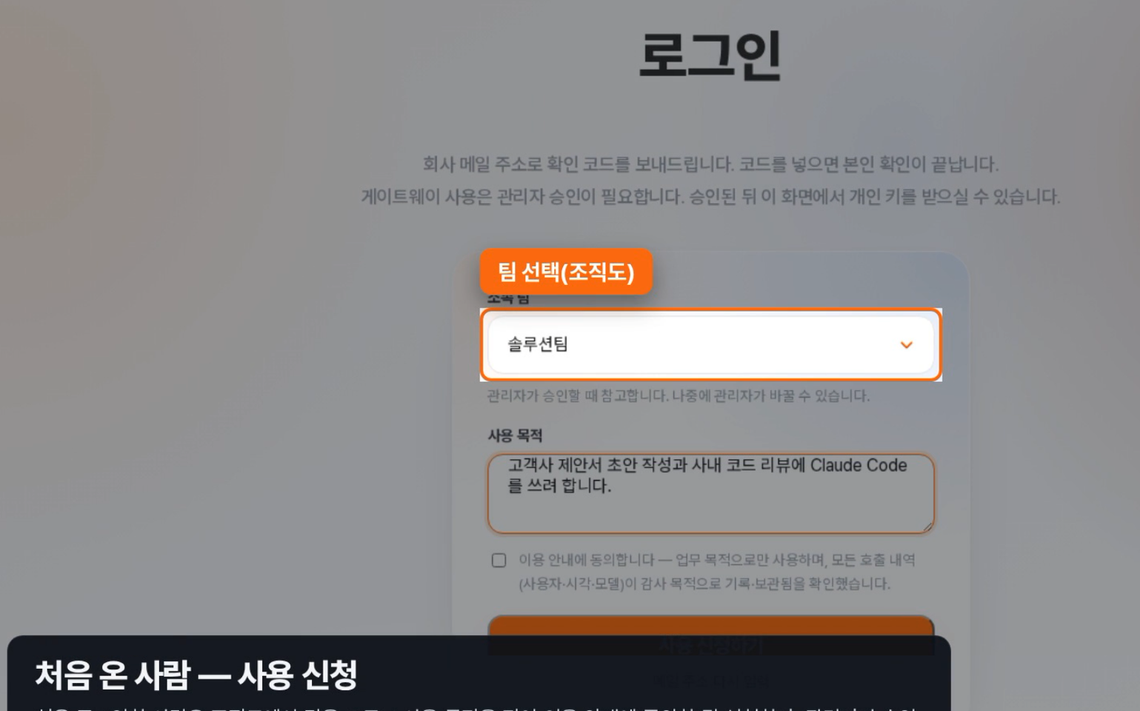 로그인
회사 메일 주소로 확인 코드를 보내드립니다. 코드를 넣으면 본인 확인이 끝납니다.
게이트웨이 사용은 관리자 승인이 필요합니다. 승인된 뒤 이 화면에서 개인 키를 받으실 수 있습니다.
팀 선택(조직도)
소속 팀
솔루션팀
관리자가 승인할 때 참고합니다. 나중에 관리자가 바꿀 수 있습니다.
사용 목적
고객사 제안서 초안 작성과 사내 코드 리뷰에 Claude Code
를 쓰려 합니다.
이용 안내에 동의합니다 — 업무 목적으로만 사용하며, 모든 호출 내역
(사용자·시각·모델)이 감사 목적으로 기록·보관됨을 확인했습니다.
사용 신청하기
처음 온 사람 — 사용 신청